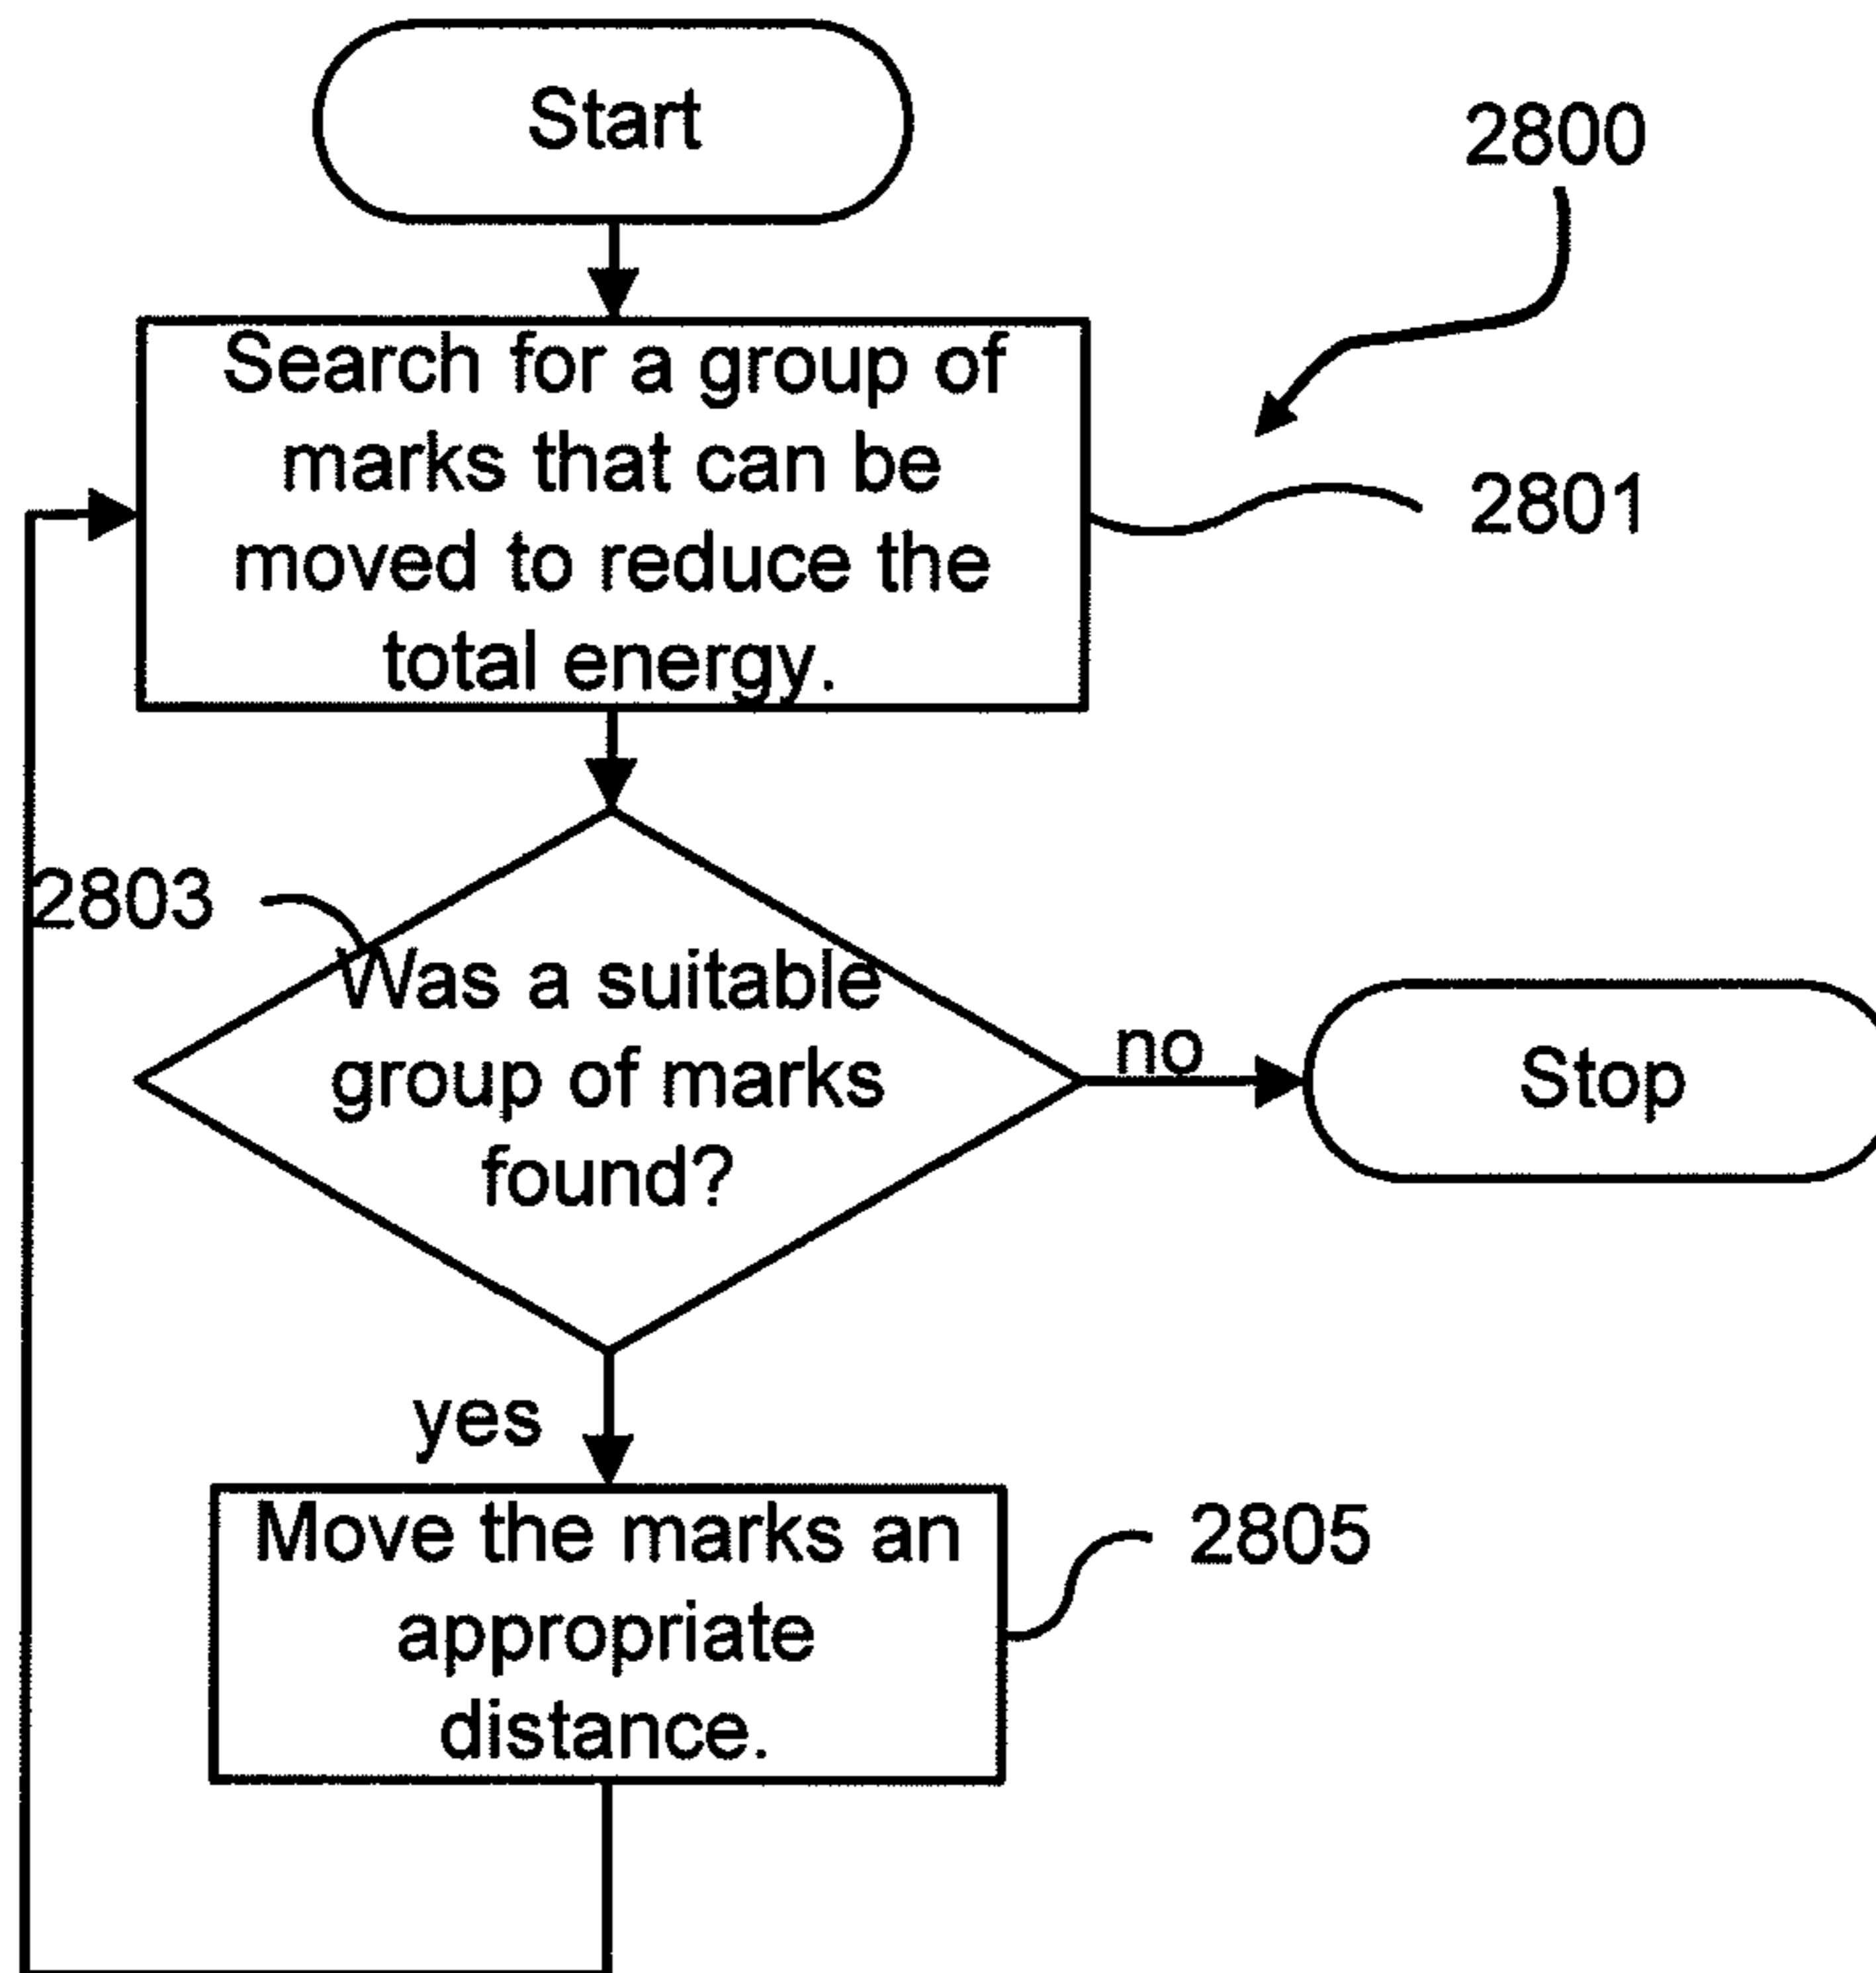 Start
2800
Search for a group of
marks that can be
moved to reduce the
total energy.
2801
2803
Was a suitable
group of marks
found?
no
Stop
yes
Move the marks an
appropriate
distance.
2805